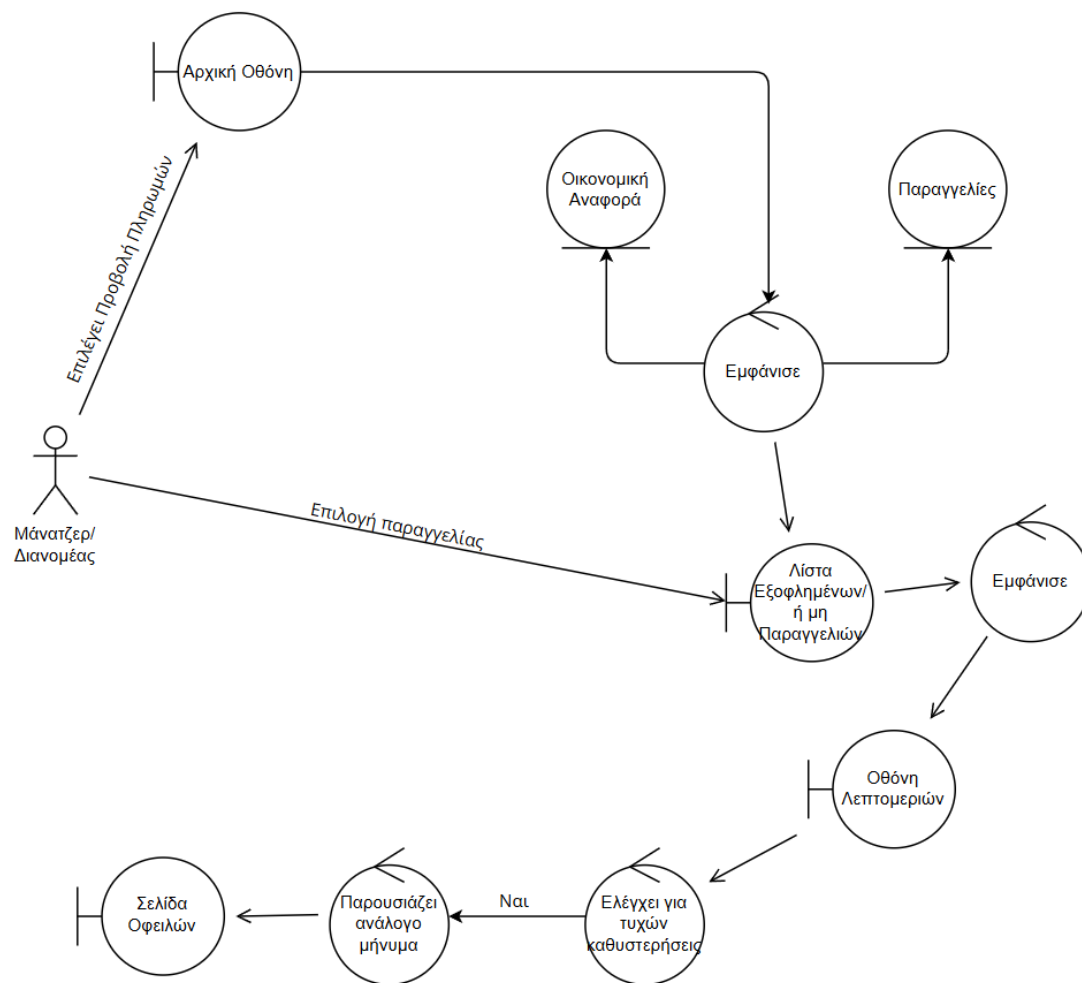 Αρχική Οθόνη
Οικονομική
Αναφορά
Παραγγελίες
Επιλέγει Προβολή Πληρωμών
Εμφάνισε
Μάνατζερ/
Διανομέας
Επιλογή παραγγελίας
Λίστα
Εξοφλημένων/
ή μη
Παραγγελιών
Εμφάνισε
Οθόνη
Λεπτομεριών
Σελίδα
Οφειλών
Παρουσιάζει
ανάλογο
μήνυμα
Ναι
Ελέγχει για
τυχών
καθυστερήσεις